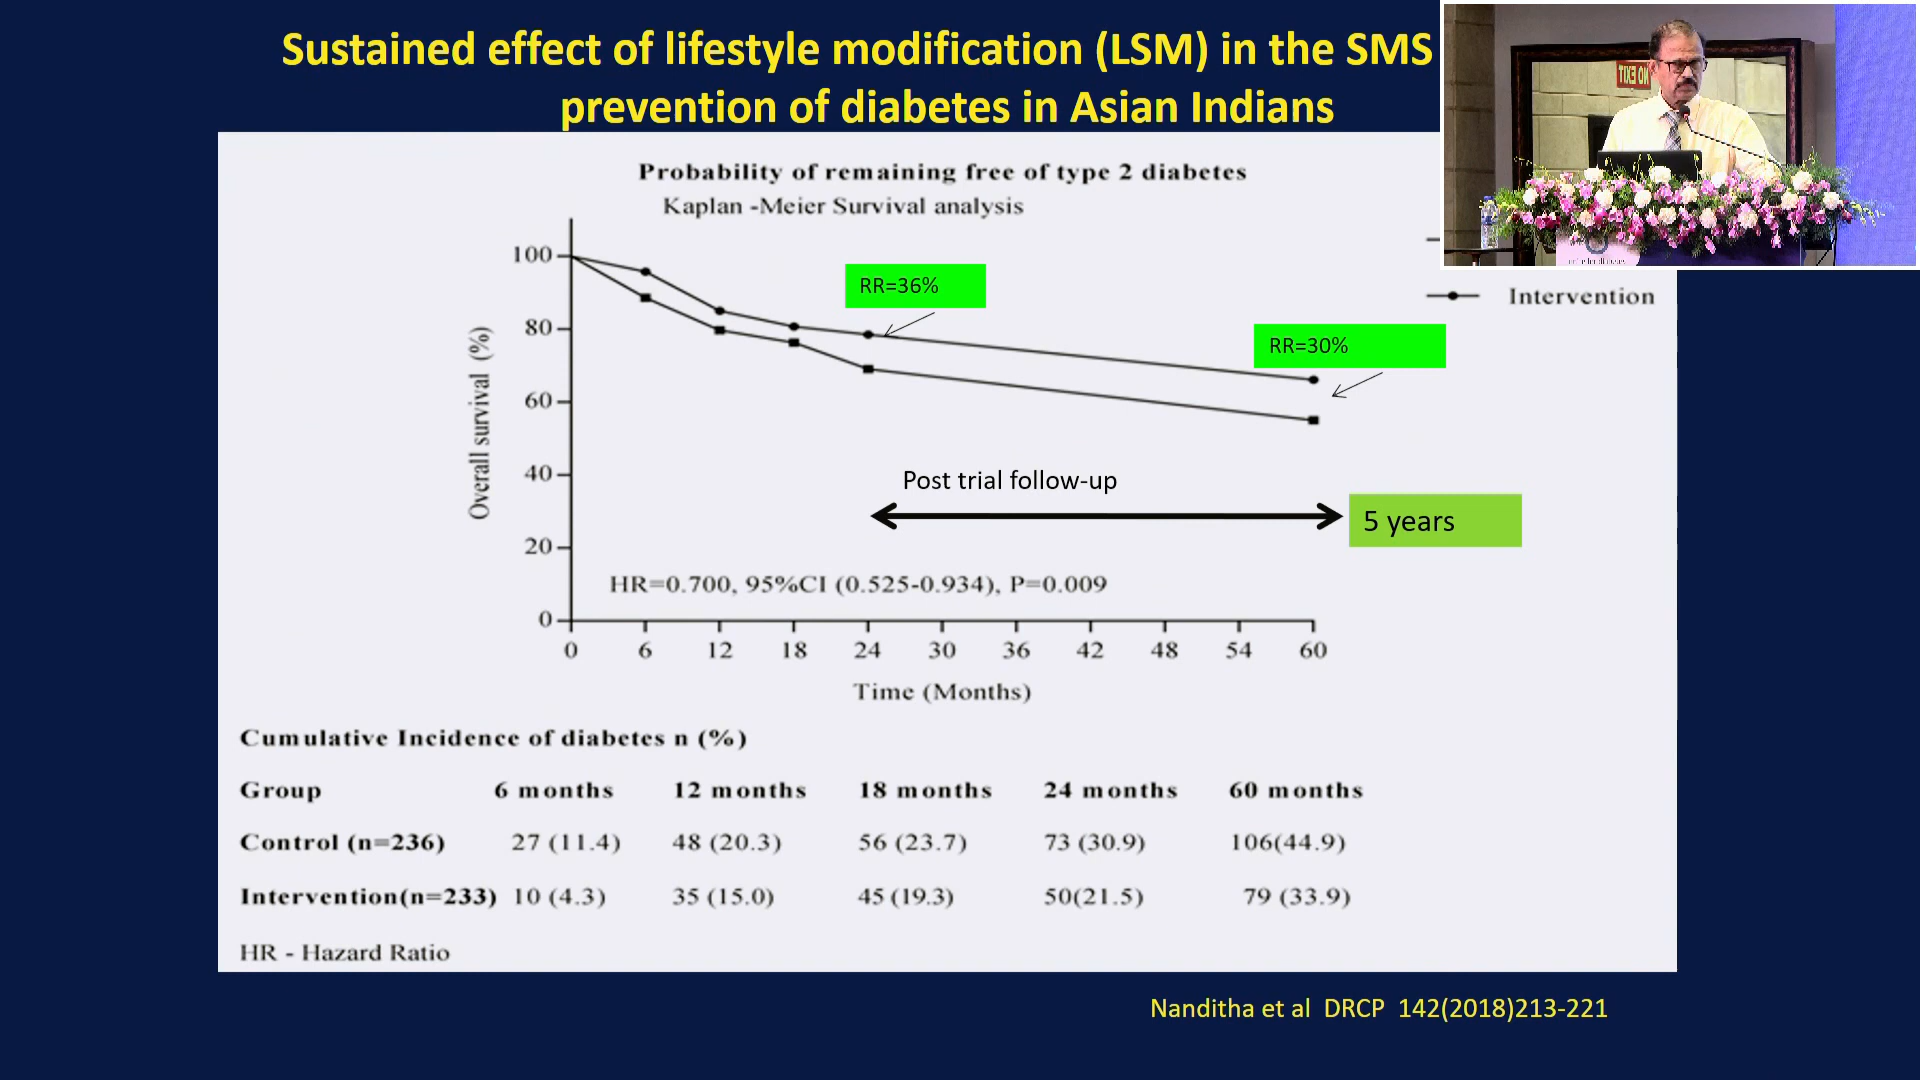 Sustained effect of lifestyle modification (LSM) in the SMS
prevention of diabetes in Asian Indians
NO EXIT
Probability of remaining free of type 2 diabetes
Kaplan -Meier Survival analysis
100
80
60
40
20
0
Overall survival (%)
RR=36%
RR=30%
Intervention
Post trial follow-up
5 years
HR=0.700, 95%CI (0.525-0.934), P=0.009
0 6 12 18 24 30 36 42 48 54 60
Time (Months)
Cumulative Incidence of diabetes n (%)
Group 6 months 12 months 18 months 24 months 60 months
Control (n=236) 27 (11.4) 48 (20.3) 56 (23.7) 73 (30.9) 106(44.9)
Intervention(n=233) 10 (4.3) 35 (15.0) 45 (19.3) 50(21.5) 79 (33.9)
HR - Hazard Ratio
Nanditha et al DRCP 142(2018)213-221